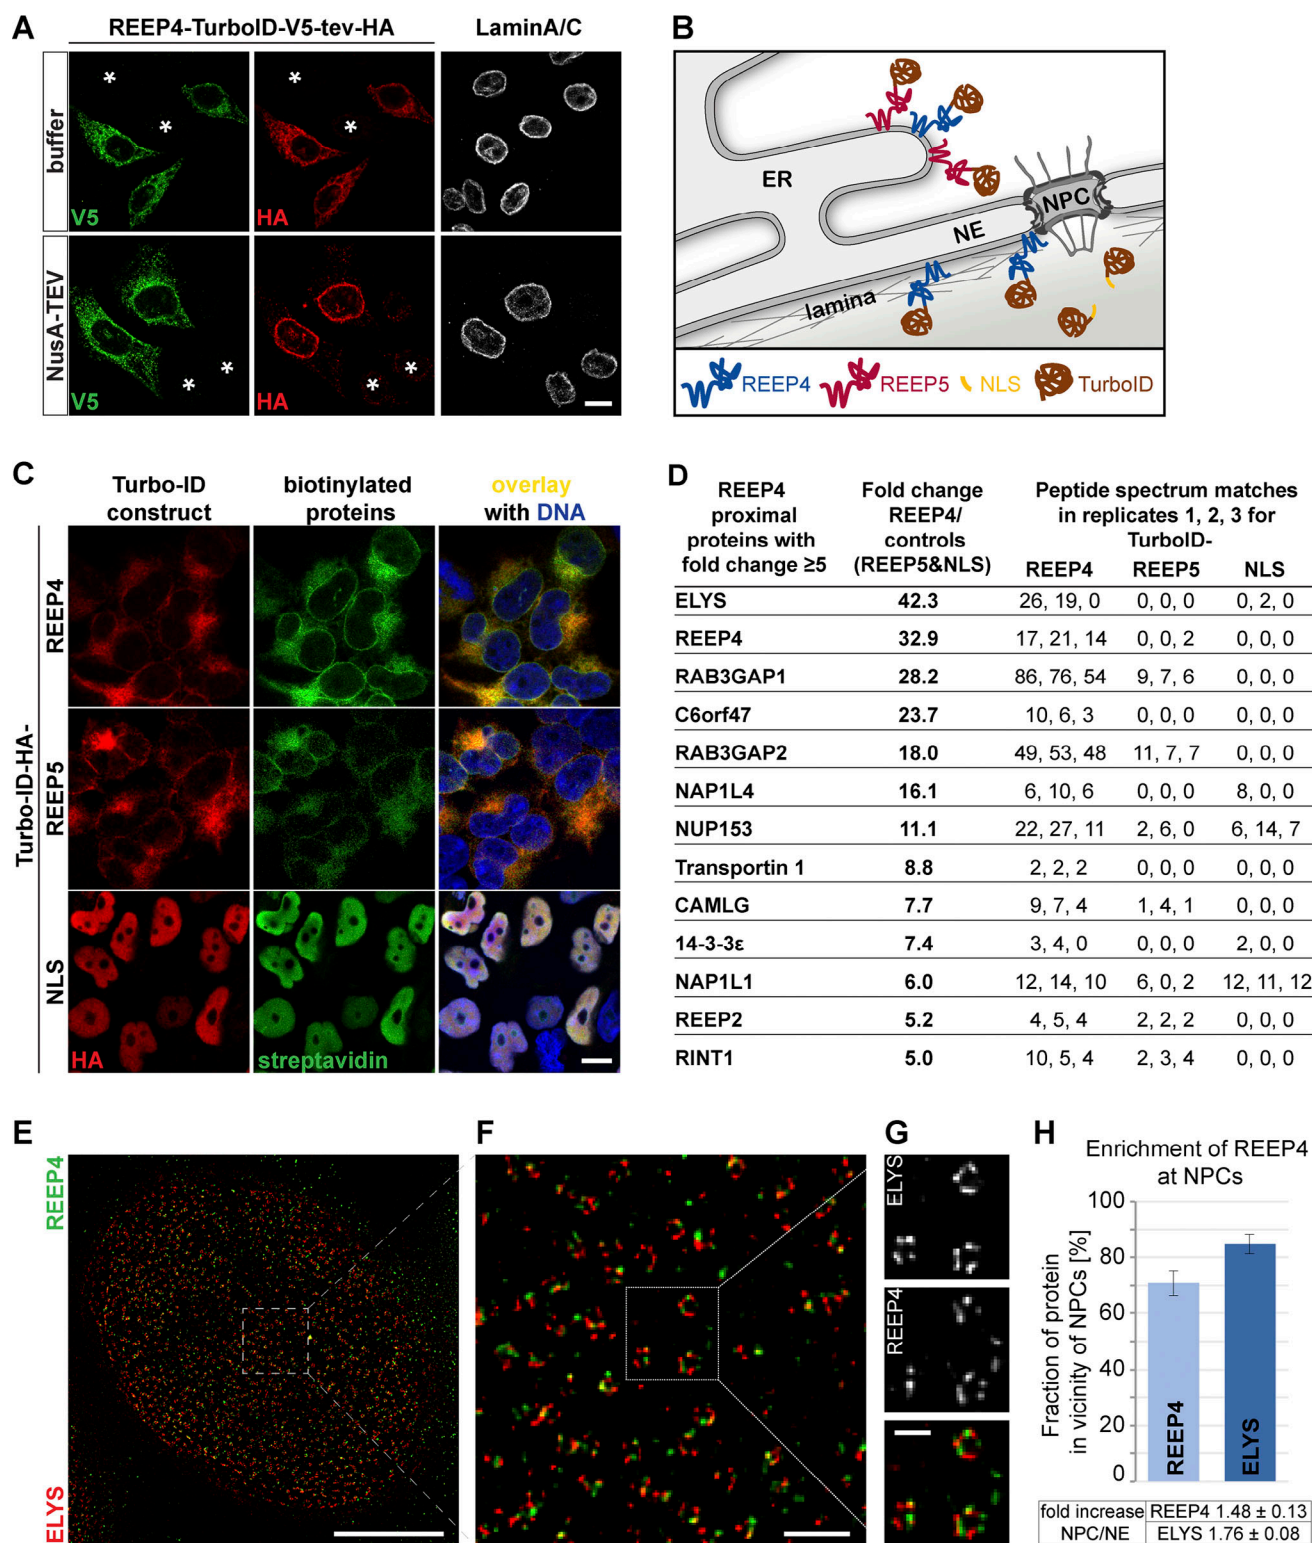 A
REEP4-TurboID-V5-tev-HA
LaminA/C
buffer
V5
HA
NusA-TEV
V5
HA
B
ER
NPC
NE
lamina
REEP4
REEP5
NLS
TurboID
C
Turbo-ID
construct
biotinylated
proteins
overlay
with DNA
Turbo-ID-HA-
REEP4
REEP5
NLS
HA
streptavidin
D
REEP4
proximal
proteins with
fold change ≥5
Fold change
REEP4/
controls
(REEP5&NLS)
Peptide spectrum matches
in replicates 1, 2, 3 for
TurboID-
REEP4 REEP5 NLS
ELYS 42.3 26, 19, 0 0, 0, 0 0, 2, 0
REEP4 32.9 17, 21, 14 0, 0, 2 0, 0, 0
RAB3GAP1 28.2 86, 76, 54 9, 7, 6 0, 0, 0
C6orf47 23.7 10, 6, 3 0, 0, 0 0, 0, 0
RAB3GAP2 18.0 49, 53, 48 11, 7, 7 0, 0, 0
NAP1L4 16.1 6, 10, 6 0, 0, 0 8, 0, 0
NUP153 11.1 22, 27, 11 2, 6, 0 6, 14, 7
Transportin 1 8.8 2, 2, 2 0, 0, 0 0, 0, 0
CAMLG 7.7 9, 7, 4 1, 4, 1 0, 0, 0
14-3-3ε 7.4 3, 4, 0 0, 0, 0 2, 0, 0
NAP1L1 6.0 12, 14, 10 6, 0, 2 12, 11, 12
REEP2 5.2 4, 5, 4 2, 2, 2 0, 0, 0
RINT1 5.0 10, 5, 4 2, 3, 4 0, 0, 0
E
REEP4
ELYS
F
G
ELYS
REEP4
H
Enrichment of REEP4
at NPCs
Fraction of protein
in vicinity of NPCs [%]
100
80
60
40
20
0
REEP4
ELYS
fold increase REEP4 1.48 ± 0.13
NPC/NE ELYS 1.76 ± 0.08